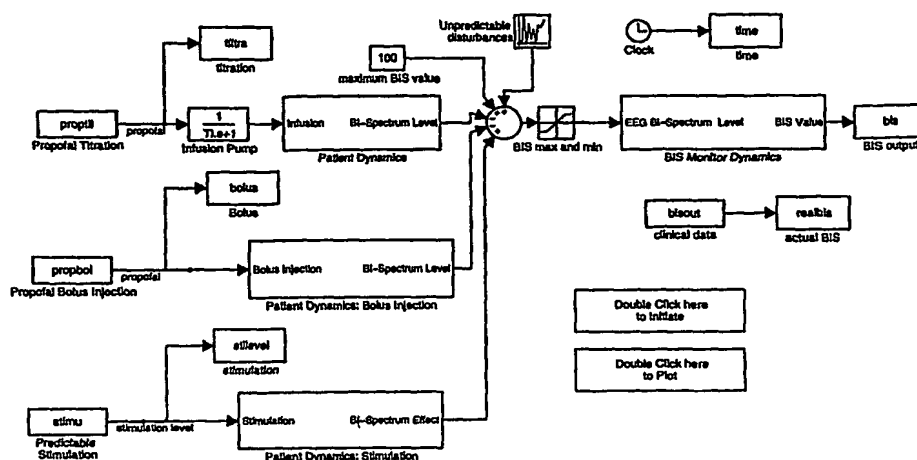 Unpredictable
disturbances
titra
titration
100
maximum BIS value
Clock
time
time
proptil
Propofal Titration
propofal
1
Ti.s+1
Infusion Pump
Infusion
Bi-Spectrum Level
Patient Dynamics
BIS max and min
EEG Bi-Spectrum Level
BIS Value
BIS Monitor Dynamics
bis
BIS output
bolus
Bolus
bisout
clinical data
realbis
actual BIS
propbol
Propofal Bolus Injection
propofal
Bolus Injection
Bi-Spectrum Level
Patient Dynamics: Bolus Injection
Double Click here
to Initiate
Double Click here
to Plot
stilevel
stimulation
stimu
Predictable
Stimulation
stimulation level
Stimulation
Bi-Spectrum Effect
Patient Dynamics: Stimulation